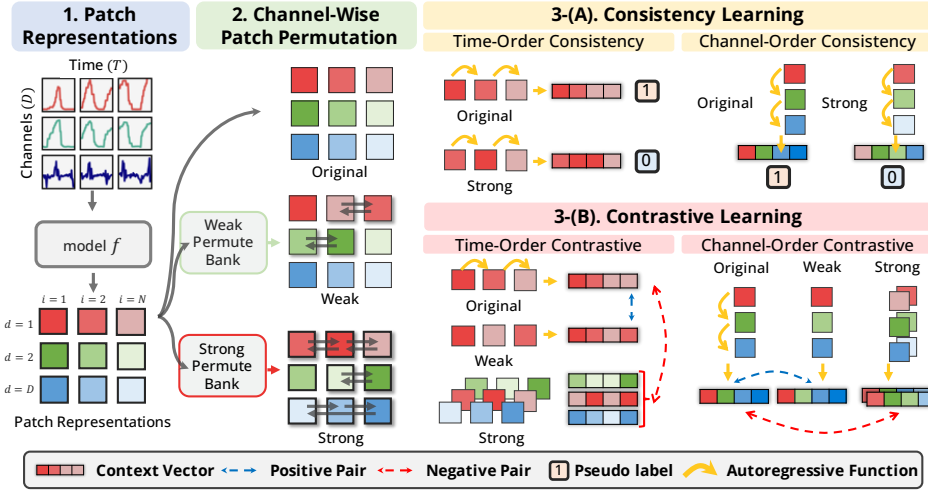 1. Patch
Representations
Time (T)
Channels (D)
model f
i = 1
i = 2
i = N
d = 1
d = 2
d = D
Patch Representations
2. Channel-Wise
Patch Permutation
Original
Weak
Permute
Bank
Weak
Strong
Permute
Bank
Strong
3-(A). Consistency Learning
Time-Order Consistency
Original
1
Strong
0
Channel-Order Consistency
Original
1
Strong
0
3-(B). Contrastive Learning
Time-Order Contrastive
Original
Weak
Strong
Channel-Order Contrastive
Original
Weak
Strong
Context Vector
Positive Pair
Negative Pair
1 Pseudo label
Autoregressive Function